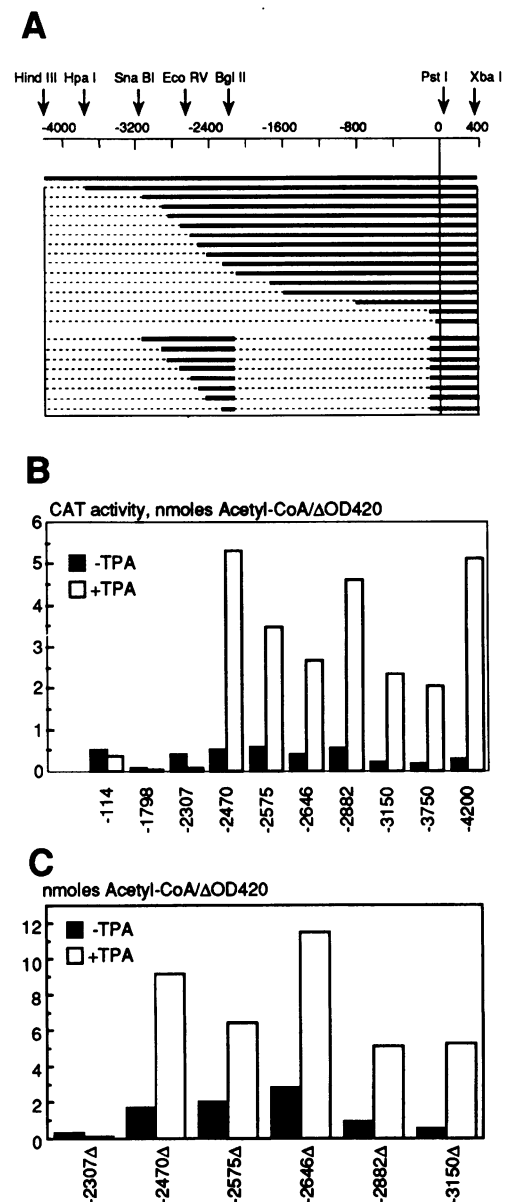 A
Hind III Hpa I Sna BI Eco RV Bgl II Pst I Xba I
-4000 -3200 -2400 -1600 -800 0 400
B
CAT activity, nmoles Acetyl-CoA/ΔOD420
6
5
4
3
2
1
0
-TPA
+TPA
-114 -1798 -2307 -2470 -2575 -2646 -2882 -3150 -3750 -4200
C
nmoles Acetyl-CoA/ΔOD420
12
10
8
6
4
2
0
-TPA
+TPA
-2307Δ -2470Δ -2575Δ -2646Δ -2882Δ -3150Δ